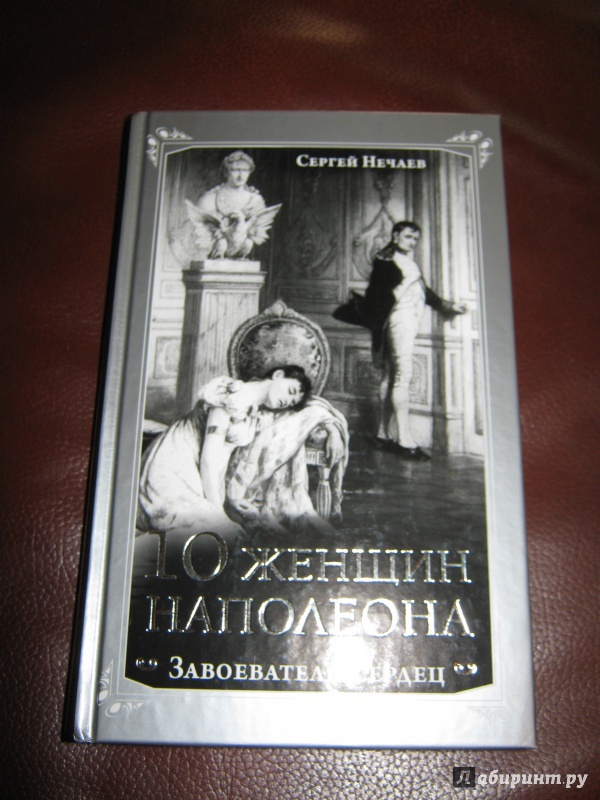 Сергей Нечаев
10 женщин
Наполеона
Завоеватель сердец
Лабиринт.ру